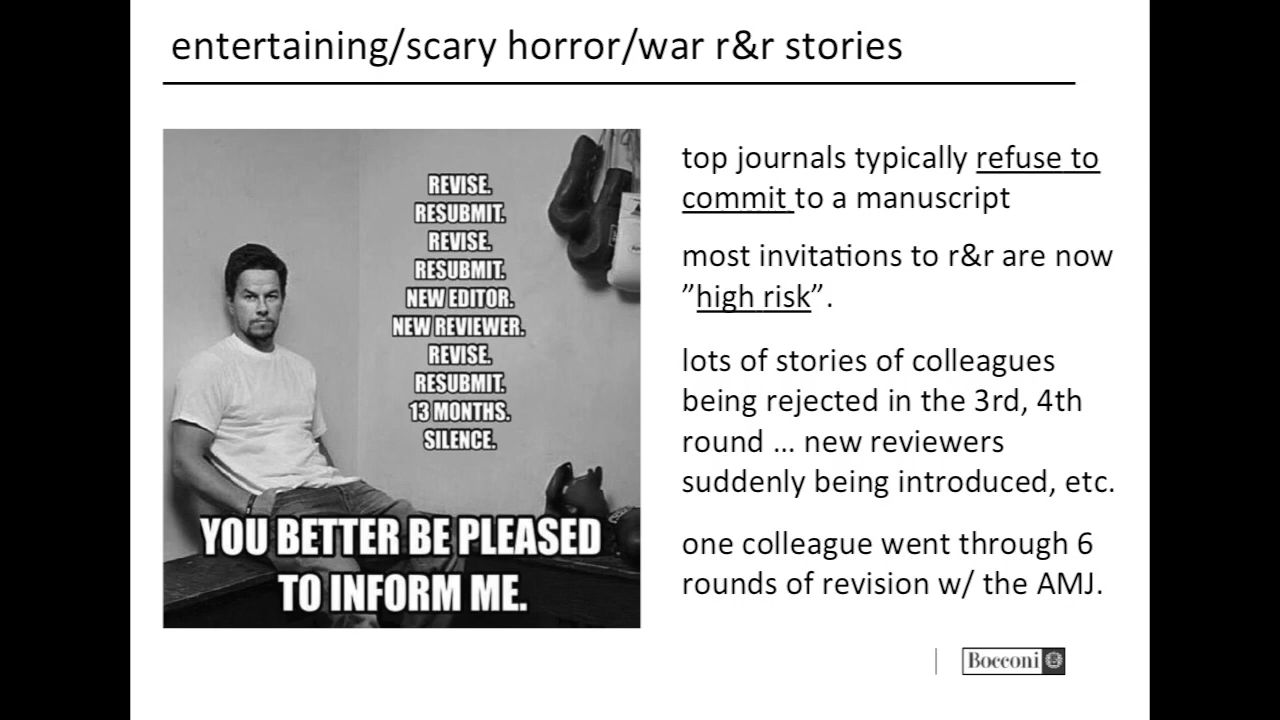 entertaining/scary horror/war r&r stories
REVISE.
RESUBMIT.
REVISE.
RESUBMIT.
NEW EDITOR.
NEW REVIEWER.
REVISE.
RESUBMIT.
13 MONTHS.
SILENCE.
YOU BETTER BE PLEASED
TO INFORM ME.
top journals typically refuse to
commit to a manuscript
most invitations to r&r are now
”high risk”.
lots of stories of colleagues
being rejected in the 3rd, 4th
round ... new reviewers
suddenly being introduced, etc.
one colleague went through 6
rounds of revision w/ the AMJ.
Bocconi